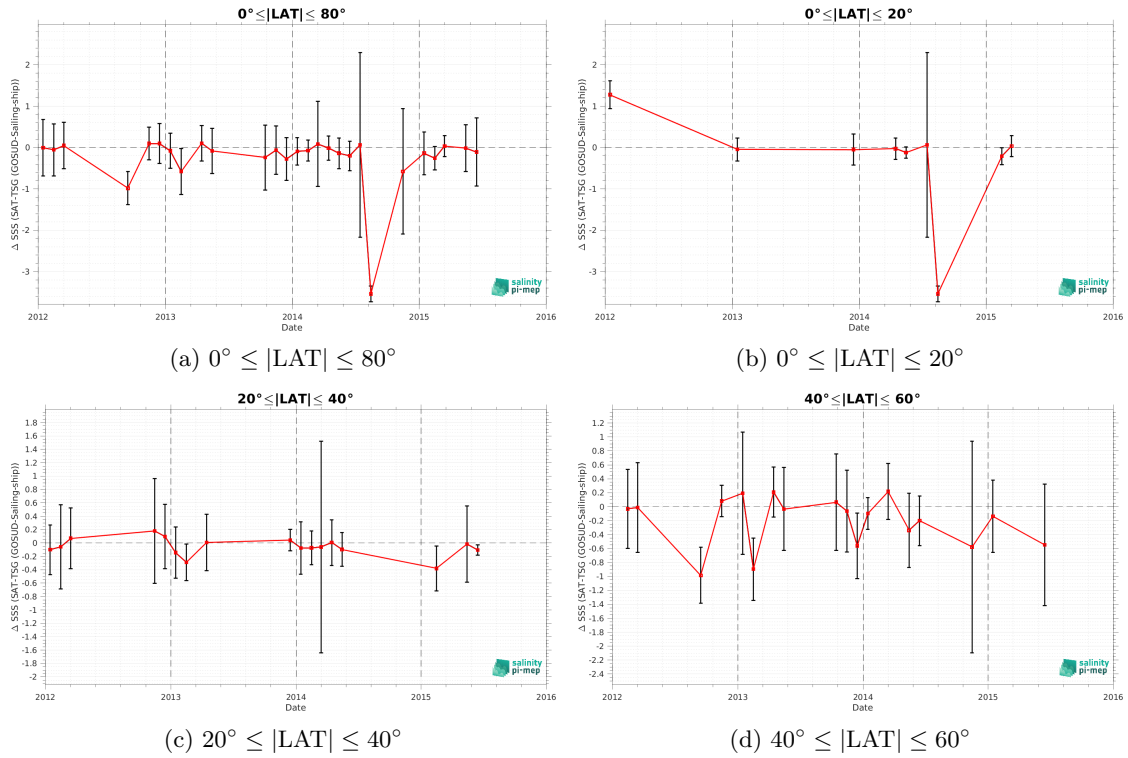 0°≤|LAT|≤ 80°
Δ SSS (SAT-TSG (GOSUD-Sailing-ship))
2
1
0
-1
-2
-3
2012
2013
2014
2015
2016
Date
salinity
pi-mep
(a) 0° ≤ |LAT| ≤ 80°
0°≤|LAT|≤ 20°
Δ SSS (SAT-TSG (GOSUD-Sailing-ship))
2
1
0
-1
-2
-3
2012
2013
2014
2015
2016
Date
salinity
pi-mep
(b) 0° ≤ |LAT| ≤ 20°
20°≤|LAT|≤ 40°
Δ SSS (SAT-TSG (GOSUD-Sailing-ship))
1.8
1.6
1.4
1.2
1
0.8
0.6
0.4
0.2
0
-0.2
-0.4
-0.6
-0.8
-1
-1.2
-1.4
-1.6
-1.8
-2
2012
2013
2014
2015
2016
Date
salinity
pi-mep
(c) 20° ≤ |LAT| ≤ 40°
40°≤|LAT|≤ 60°
Δ SSS (SAT-TSG (GOSUD-Sailing-ship))
1.2
1
0.8
0.6
0.4
0.2
0
-0.2
-0.4
-0.6
-0.8
-1
-1.2
-1.4
-1.6
-1.8
-2
-2.2
-2.4
2012
2013
2014
2015
2016
Date
salinity
pi-mep
(d) 40° ≤ |LAT| ≤ 60°